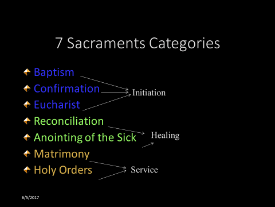 7 Sacraments Categories
Baptism
Confirmation
Initiation
Eucharist
Reconciliation
Anointing of the Sick
Healing
Matrimony
Holy Orders
Service